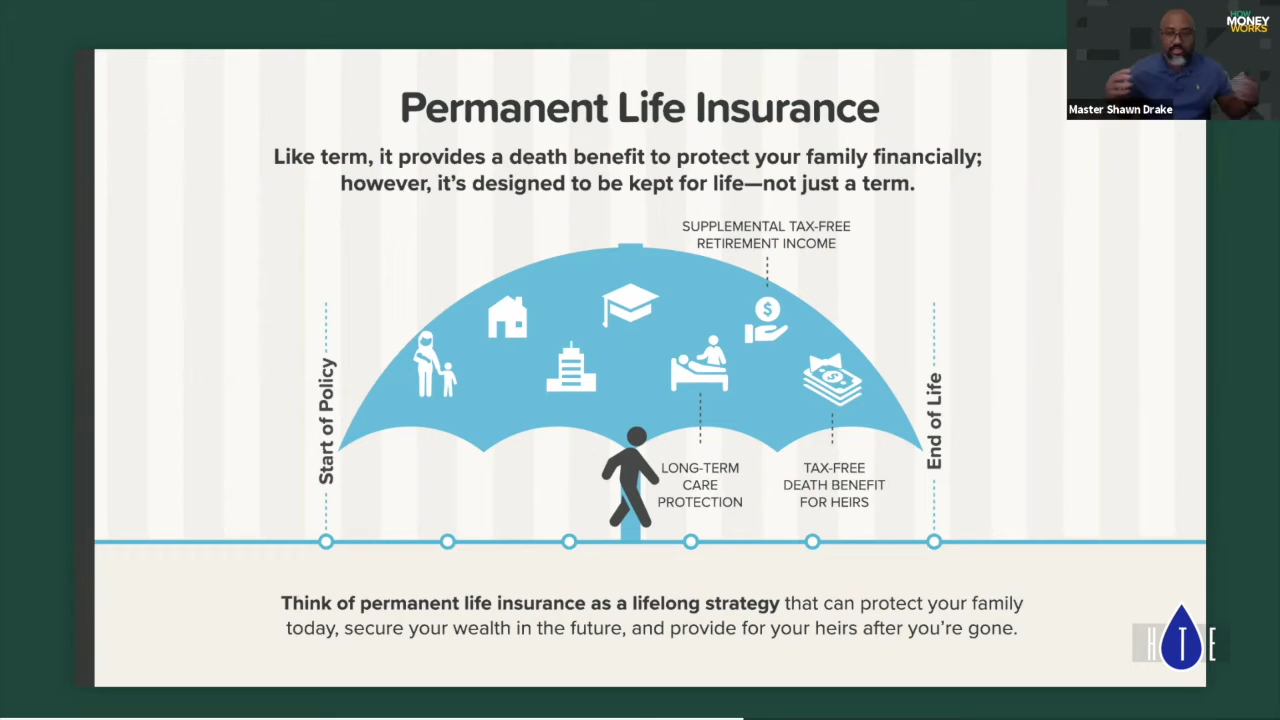 HOW
MONEY
WORKS
Master Shawn Drake
Permanent Life Insurance
Like term, it provides a death benefit to protect your family financially;
however, it's designed to be kept for life—not just a term.
SUPPLEMENTAL TAX-FREE
RETIREMENT INCOME
$
$
Start of Policy
End of Life
LONG-TERM
CARE
PROTECTION
TAX-FREE
DEATH BENEFIT
FOR HEIRS
Think of permanent life insurance as a lifelong strategy that can protect your family
today, secure your wealth in the future, and provide for your heirs after you're gone.
H T E